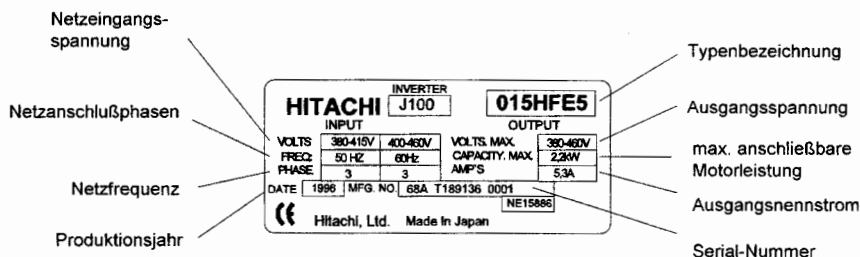 Netzeingangs-
spannung
Netzanschlußphasen
Netzfrequenz
Produktionsjahr
INVERTER
HITACHI J100 015HFE5
INPUT OUTPUT
VOLTS 380-415V 400-460V VOLTS. MAX. 380-460V
FREQ: 50 HZ 60Hz CAPACITY. MAX. 2,2kW
PHASE. 3 3 AMP'S 5,3A
DATE 1996 MFG. NO. 68A T189136 0001
NE15886
CE Hitachi, Ltd. Made In Japan
Typenbezeichnung
Ausgangsspannung
max. anschließbare
Motorleistung
Ausgangsnennstrom
Serial-Nummer